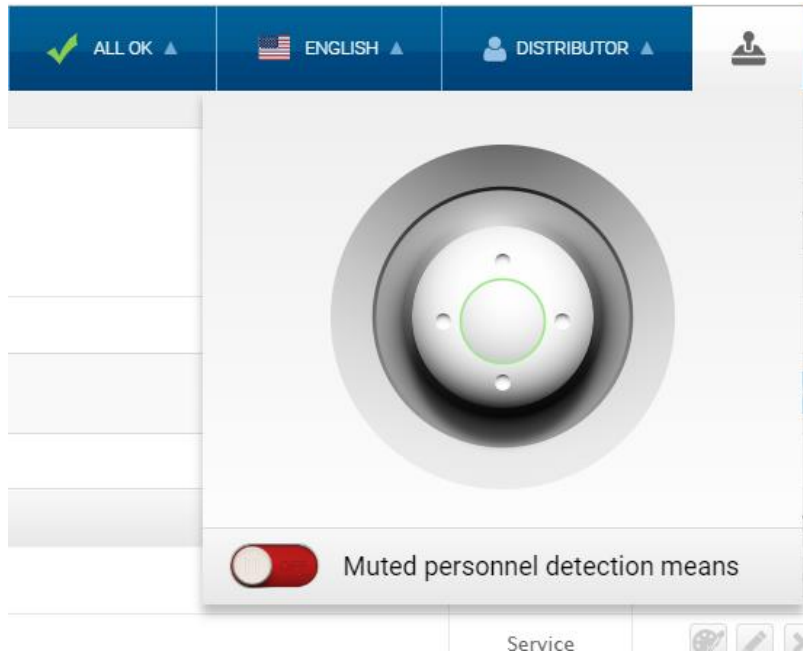 ALL OK
ENGLISH
DISTRIBUTOR
Muted personnel detection means
Service